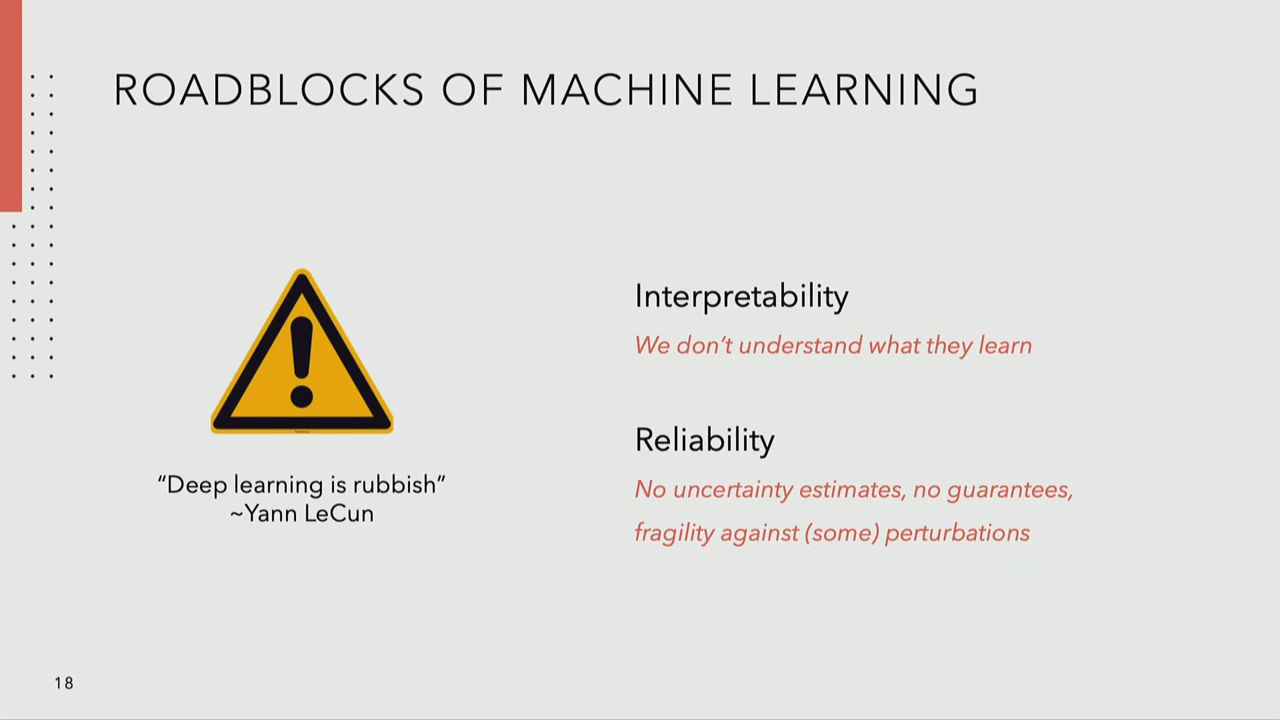 ROADBLOCKS OF MACHINE LEARNING
“Deep learning is rubbish”
~Yann LeCun
Interpretability
We don’t understand what they learn
Reliability
No uncertainty estimates, no guarantees,
fragility against (some) perturbations
18